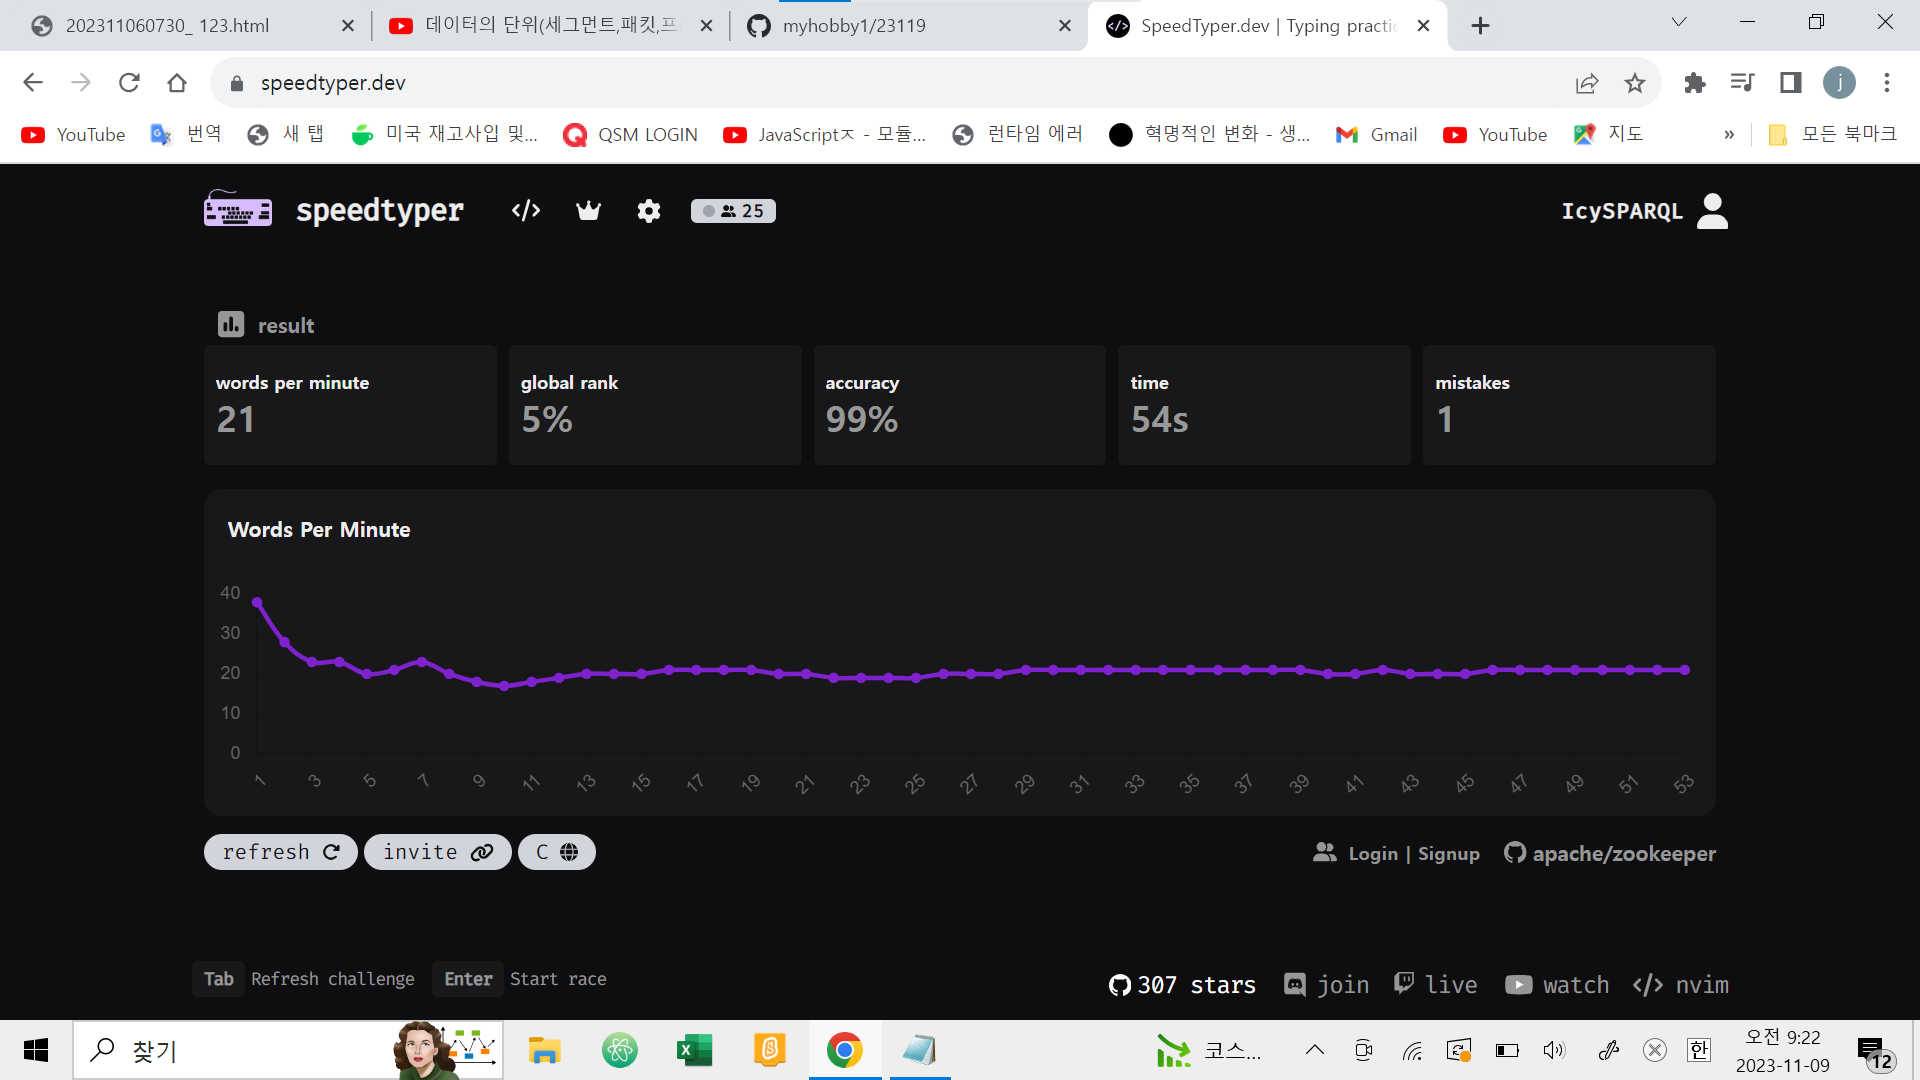 202311060730_ 123.html
데이터의 단위(세그먼트,패킷,프
myhobby1/23119
SpeedTyper.dev | Typing practic
speedtyper.dev
j
YouTube
번역
새 탭
미국 재고사입 및...
QSM LOGIN
JavaScriptㅈ - 모듈...
런타임 에러
혁명적인 변화 - 생...
Gmail
YouTube
지도
»
모든 북마크
speedtyper
25
IcySPARQL
result
words per minute
21
global rank
5%
accuracy
99%
time
54s
mistakes
1
Words Per Minute
40
30
20
10
0
1 3 5 7 9 11 13 15 17 19 21 23 25 27 29 31 33 35 37 39 41 43 45 47 49 51 53
refresh
invite
C
Login | Signup
apache/zookeeper
Tab Refresh challenge Enter Start race
307 stars
join
live
watch
nvim
찾기
코스...
한
오전 9:22
2023-11-09
12